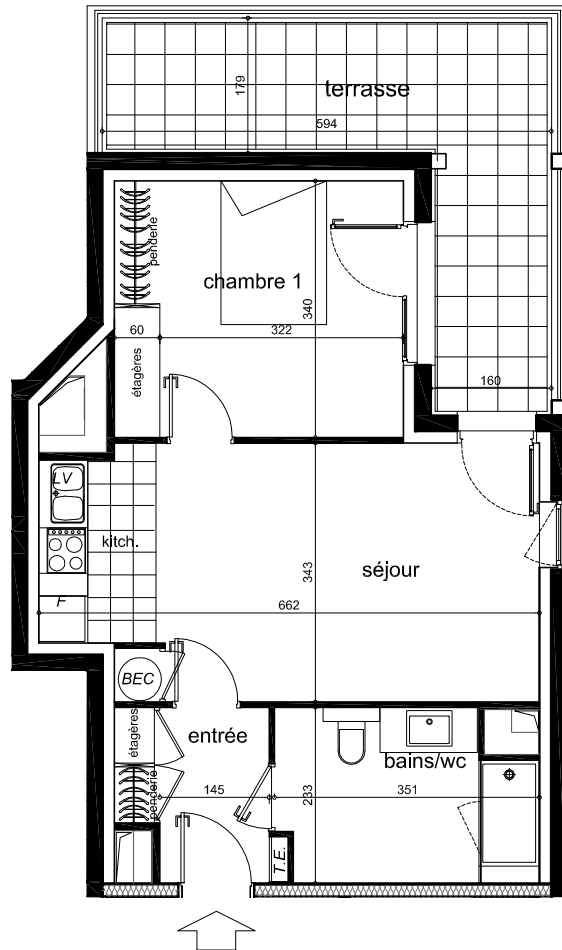 179
terrasse
594
penderie
chambre 1
340
60
322
étagères
160
LV
kitch.
343
séjour
F
662
BEC
étagères
entrée
bains/wc
penderie
145
233
351
T.E.